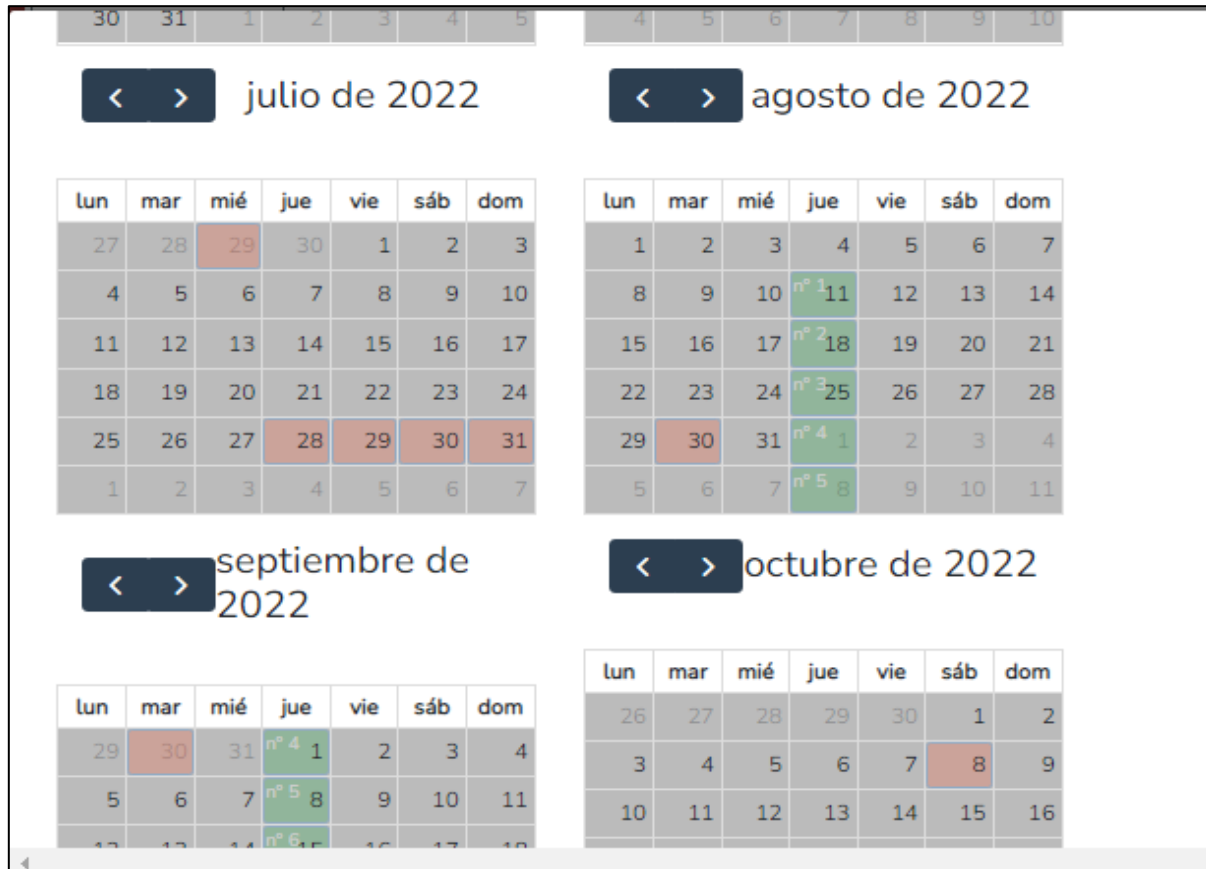 30 31 1 2 3 4 5
4 5 6 7 8 9 10
julio de 2022
lun mar mié jue vie sáb dom
27 28 29 30 1 2 3
4 5 6 7 8 9 10
11 12 13 14 15 16 17
18 19 20 21 22 23 24
25 26 27 28 29 30 31
1 2 3 4 5 6 7
agosto de 2022
lun mar mié jue vie sáb dom
1 2 3 4 5 6 7
8 9 10 n° 1 11 12 13 14
15 16 17 n° 2 18 19 20 21
22 23 24 n° 3 25 26 27 28
29 30 31 n° 4 1 2 3 4
5 6 7 n° 5 8 9 10 11
septiembre de
2022
lun mar mié jue vie sáb dom
29 30 31 n° 4 1 2 3 4
5 6 7 n° 5 8 9 10 11
12 13 14 n° 6 15 16 17 18
octubre de 2022
lun mar mié jue vie sáb dom
26 27 28 29 30 1 2
3 4 5 6 7 8 9
10 11 12 13 14 15 16